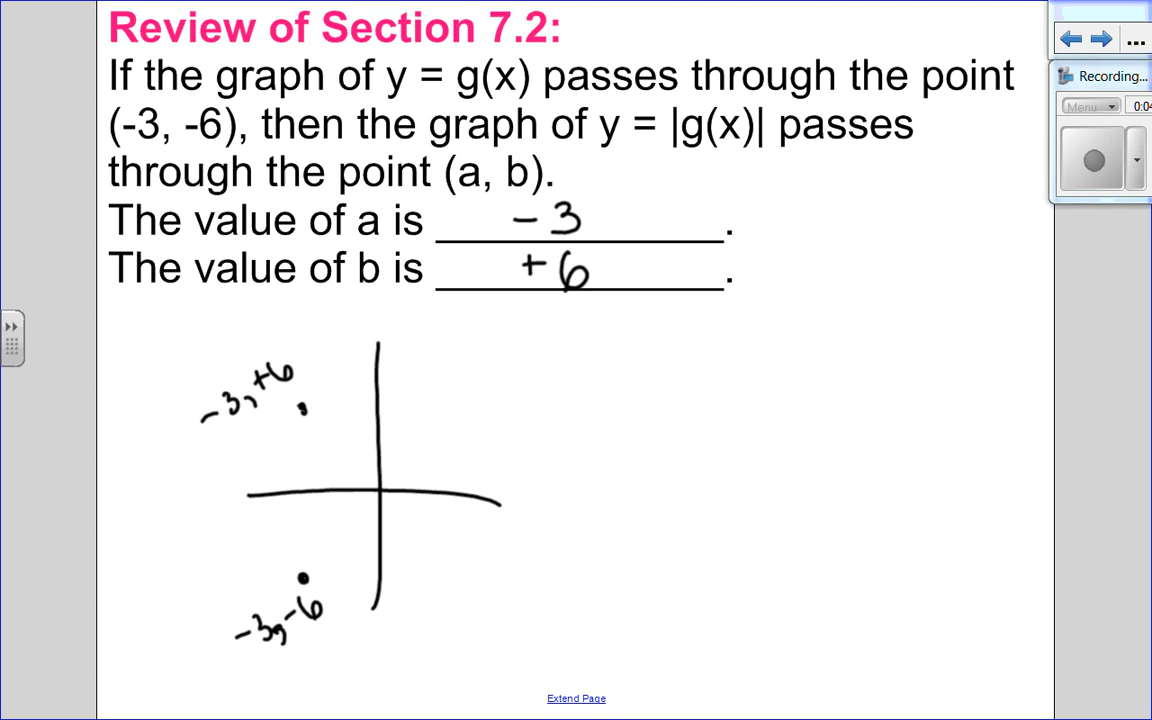 Review of Section 7.2:
If the graph of y = g(x) passes through the point
(-3, -6), then the graph of y = |g(x)| passes
through the point (a, b).
The value of a is -3.
The value of b is +6.
-3,+6
-3,-6
Extend Page
...
Recording...
Menu
0:04